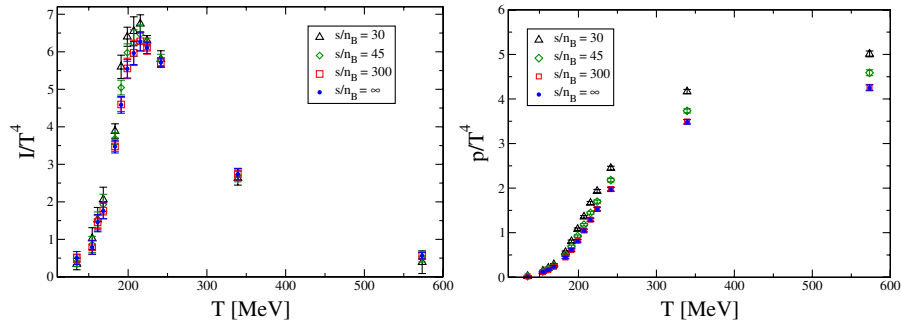 7
6
5
4
3
2
1
0
I/T^4
100 200 300 400 500 600
T [MeV]
s/n_B = 30
s/n_B = 45
s/n_B = 300
s/n_B = ∞
6
5
4
3
2
1
0
p/T^4
100 200 300 400 500 600
T [MeV]
s/n_B = 30
s/n_B = 45
s/n_B = 300
s/n_B = ∞